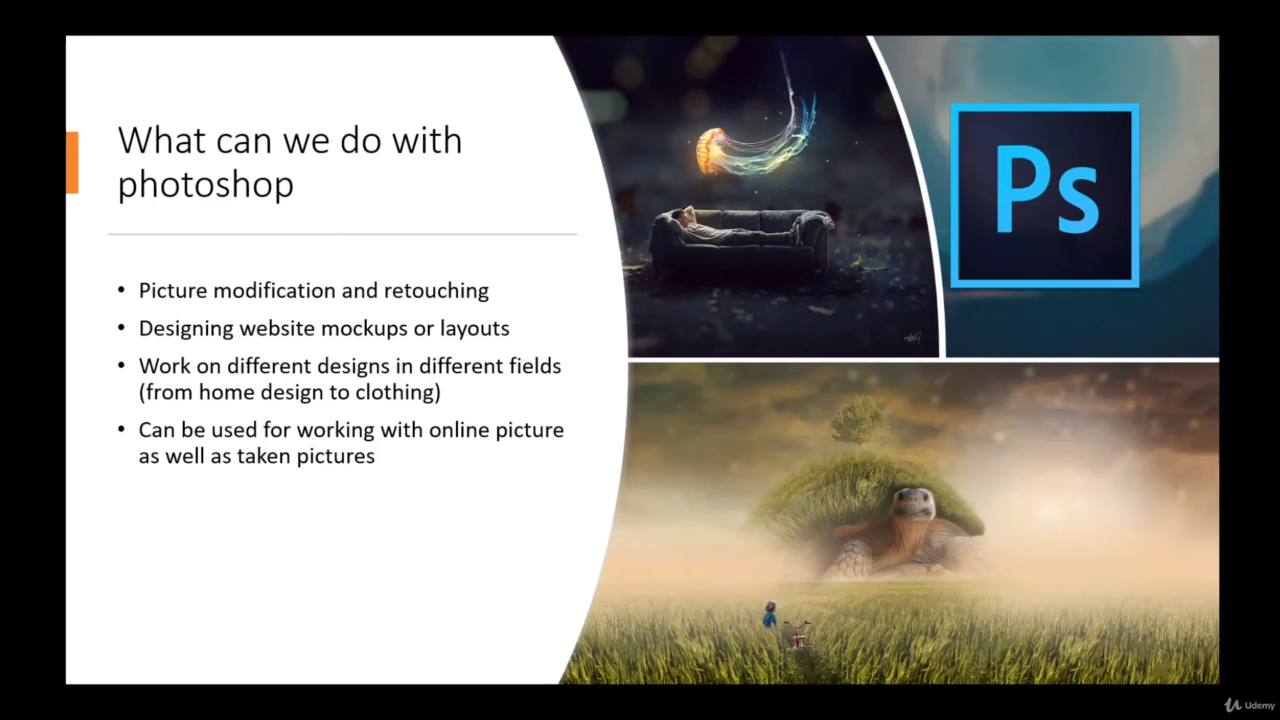 What can we do with
photoshop
• Picture modification and retouching
• Designing website mockups or layouts
• Work on different designs in different fields
(from home design to clothing)
• Can be used for working with online picture
as well as taken pictures
Ps
Udemy